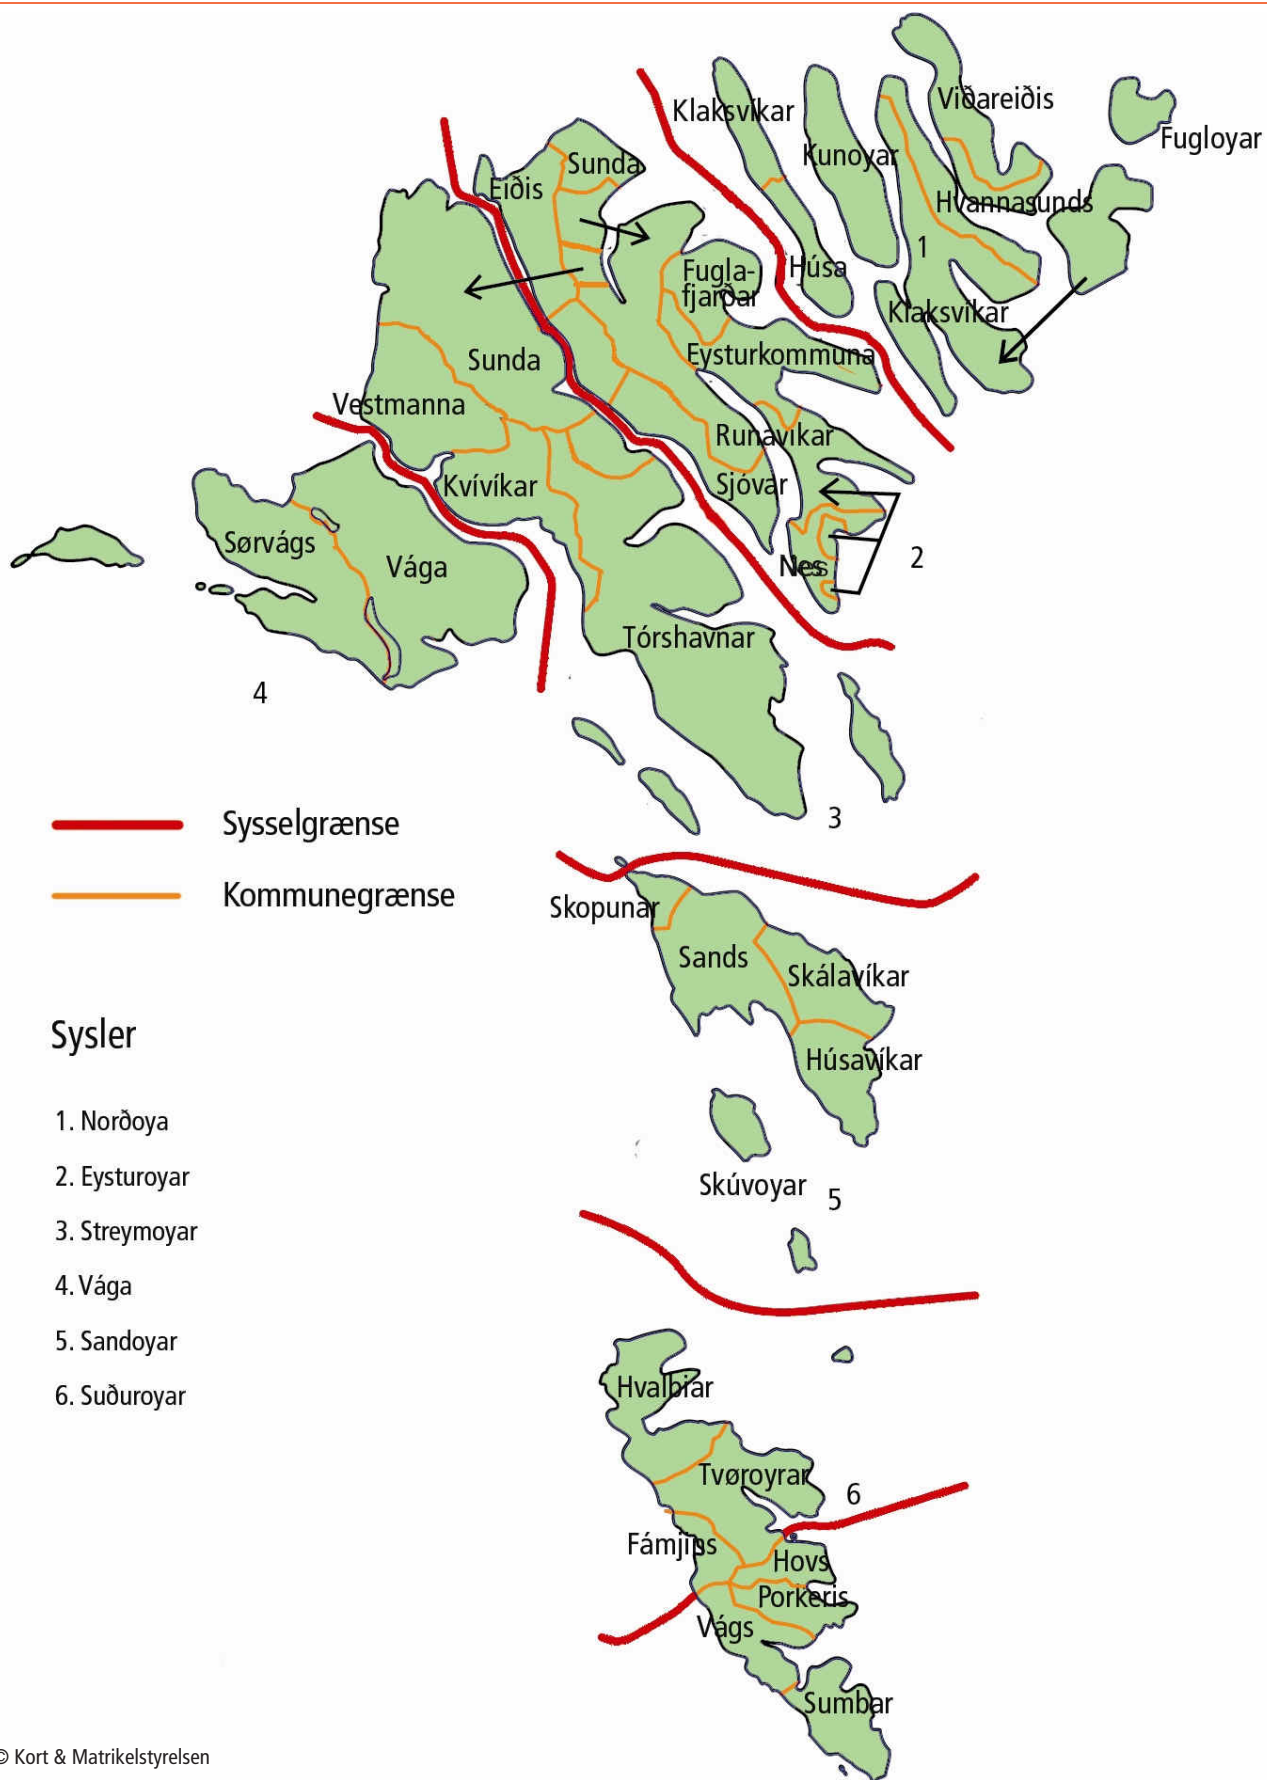 Klaksvíkar
Viðareiðis
Fugloyar
Kunoyar
Sunda
Eiðis
Hvannasunds
1
Fugla-
fjarðar
Húsa
Klaksvíkar
Eysturkommuna
Sunda
Vestmanna
Runavíkar
Kvívíkar
Sjóvar
Sørvágs
Vága
2
Nes
Tórshavnar
4
3
Sysselgrænse
Kommunegrænse
Skopunar
Sands
Skálavíkar
Húsavíkar
Sysler
1. Norðoya
2. Eysturoyar
3. Streymoyar
4. Vága
5. Sandoyar
6. Suðuroyar
Skúvoyar
5
Hvalbiar
Tvøroyrar
6
Fámjins
Hovs
Porkeris
Vágs
Sumbar
© Kort & Matrikelstyrelsen